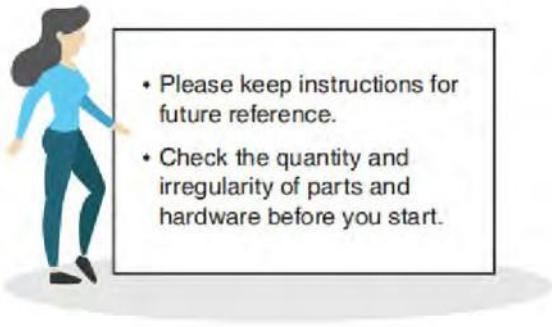 • Please keep instructions for
future reference.
• Check the quantity and
irregularity of parts and
hardware before you start.